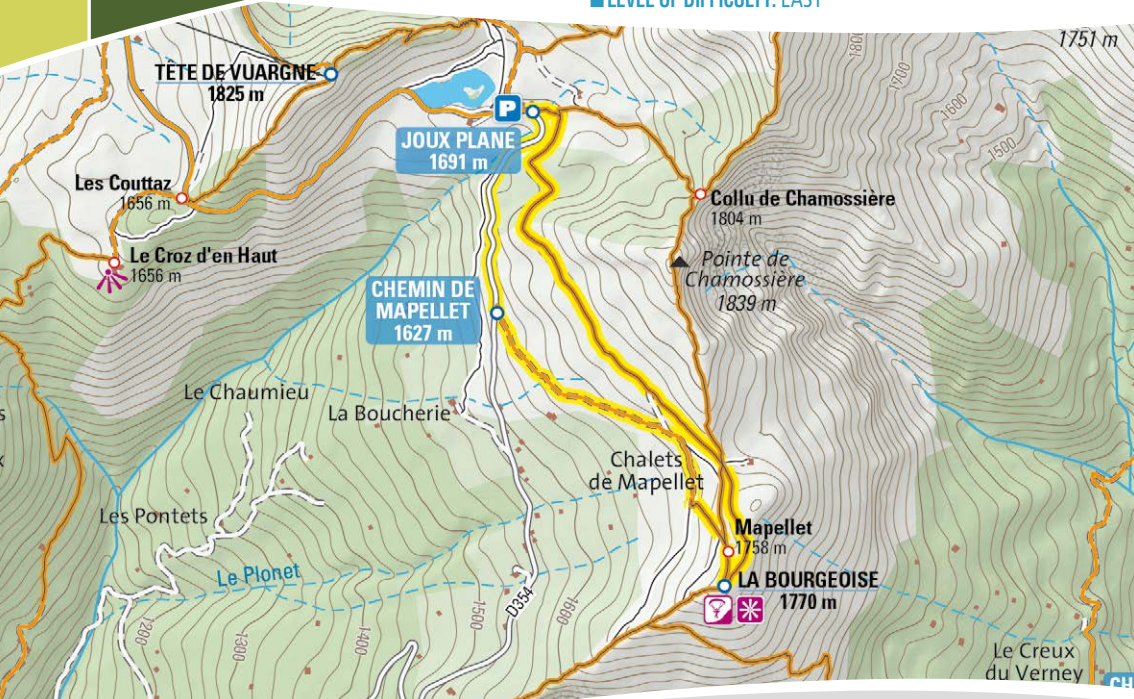 LEVEL OF DIFFICULTY: EASY
1751 m
TÊTE DE VUARGNE
1825 m
P
JOUX PLANE
1691 m
1800
1700
1600
1500
Les Couttaz
1656 m
Collu de Chamossière
1804 m
Le Croz d'en Haut
1656 m
Pointe de
Chamossière
1839 m
CHEMIN DE
MAPELLET
1627 m
Le Chaumieu
La Boucherie
Chalets
de Mapellet
Les Pontets
Mapellet
1758 m
Le Plonet
LA BOURGEOISE
1770 m
D354
1200
1300
1400
1500
1600
Le Creux
du Verney